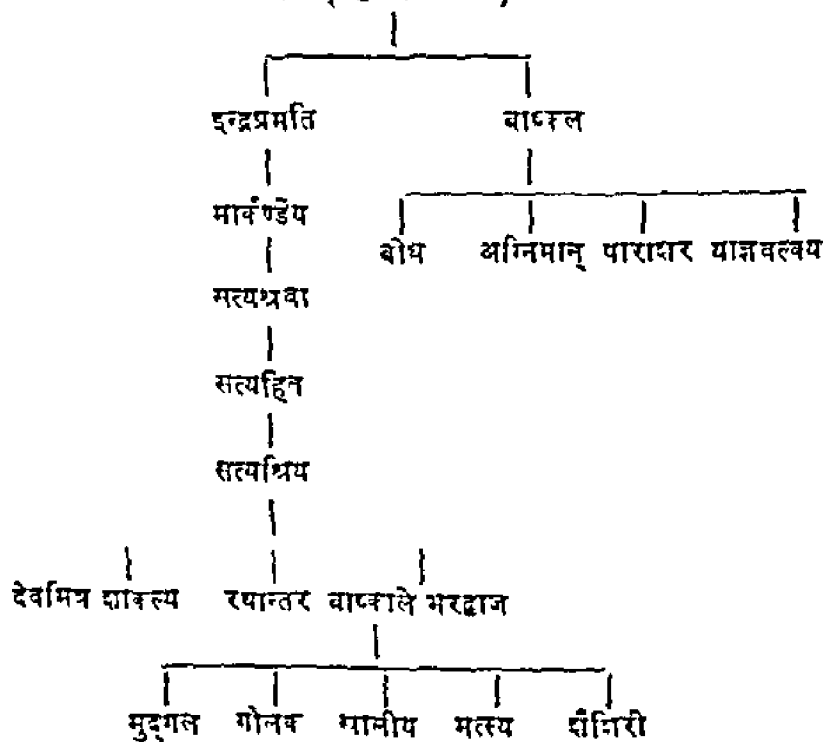 इन्द्रप्रमति बाष्कल
मार्कण्डेय
बोध अग्निमान् पाराशर याज्ञवल्क्य
सत्यश्रवा
सत्यहित
सत्यश्रिय
देवमित्र शाकल्य रथान्तर बाष्कालि भरद्वाज
मुद्गल गोलक खालीय मत्स्य शैशिरी